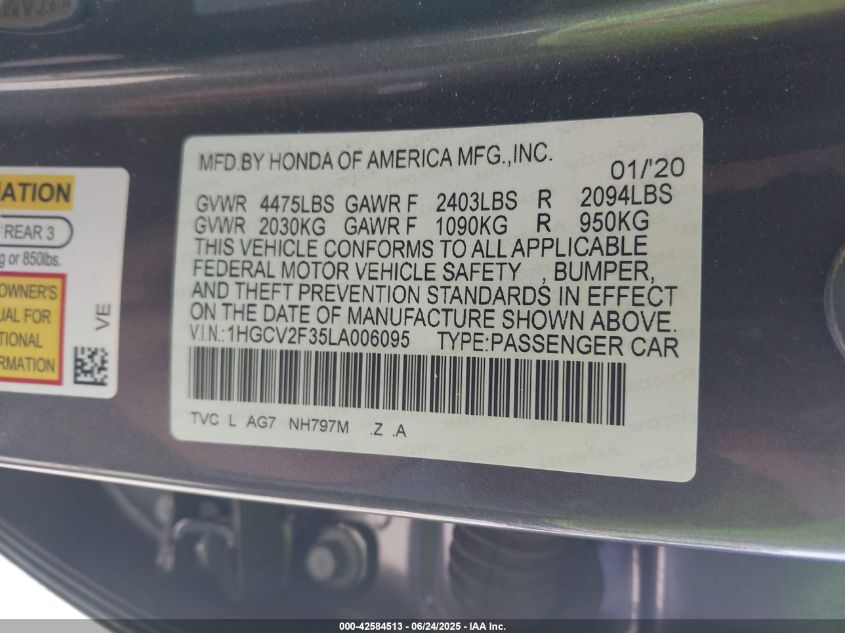 MFD.BY HONDA OF AMERICA MFG.,INC.
01/'20
GVWR 4475LBS GAWR F 2403LBS R 2094LBS
GVWR 2030KG GAWR F 1090KG R 950KG
THIS VEHICLE CONFORMS TO ALL APPLICABLE
FEDERAL MOTOR VEHICLE SAFETY , BUMPER,
AND THEFT PREVENTION STANDARDS IN EFFECT
ON THE DATE OF MANUFACTURE SHOWN ABOVE.
V.I.N.:1HGCV2F35LA006095 TYPE:PASSENGER CAR
TVC L AG7 NH797M .Z .A
MATION
REAR 3
g or 850lbs.
OWNER'S
UAL FOR
TIONAL
RMATION
VE
000-42584513 - 06/24/2025 - IAA Inc.